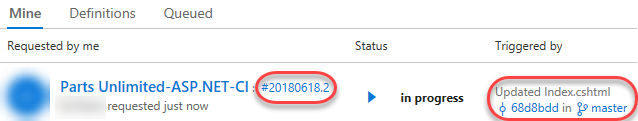 Mine Definitions Queued
Requested by me Status Triggered by
Parts Unlimited-ASP.NET-CI : #20180618.2 in progress Updated Index.cshtml
requested just now 68d8bdd in master